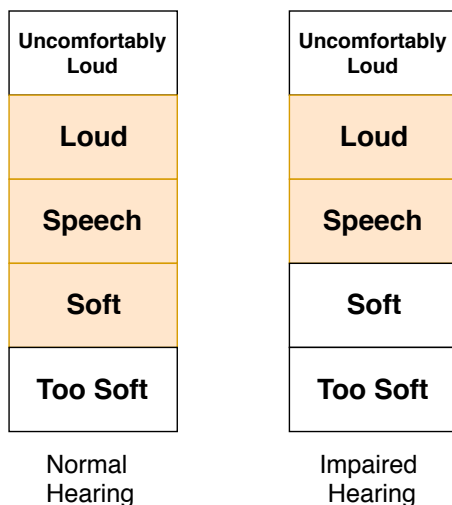 Uncomfortably
Loud
Loud
Speech
Soft
Too Soft
Normal
Hearing
Uncomfortably
Loud
Loud
Speech
Soft
Too Soft
Impaired
Hearing